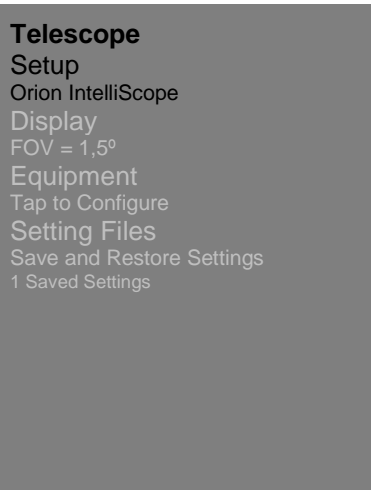 Telescope
Setup
Orion IntelliScope
Display
FOV = 1,5º
Equipment
Tap to Configure
Setting Files
Save and Restore Settings
1 Saved Settings